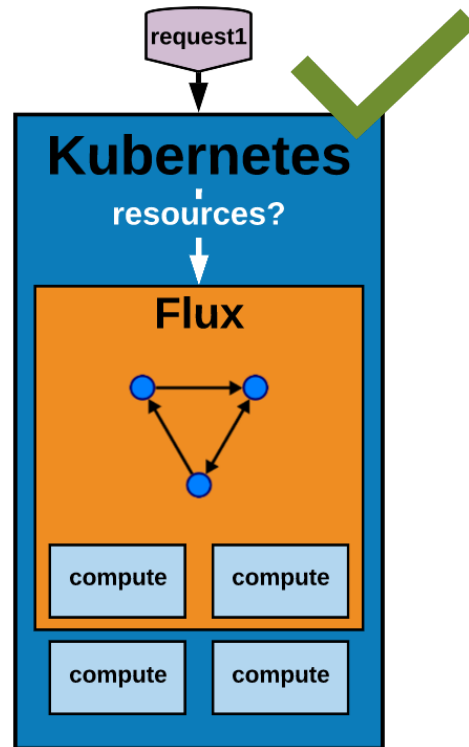 request1
Kubernetes
resources?
Flux
compute compute
compute compute